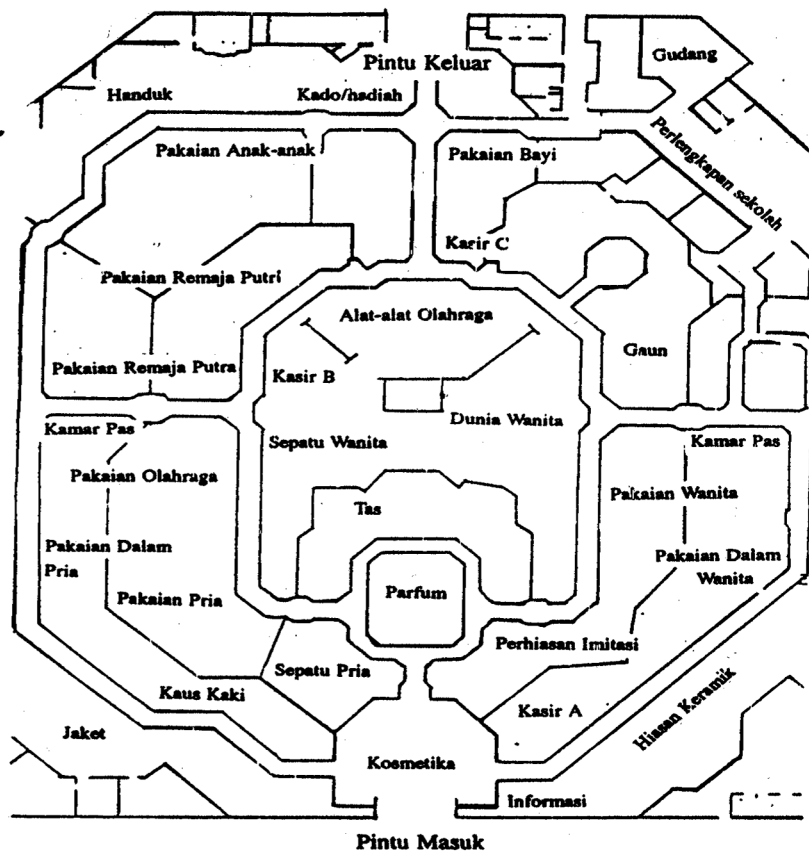 Gudang
Pintu Keluar
Handuk
Kado/hadiah
Perlengkapan sekolah
Pakaian Anak-anak
Pakaian Bayi
Kasir C
Pakaian Remaja Putri
Alat-alat Olahraga
Gaun
Pakaian Remaja Putra
Kasir B
Dunia Wanita
Kamar Pas
Sepatu Wanita
Kamar Pas
Pakaian Olahraga
Pakaian Wanita
Tas
Pakaian Dalam
Pria
Pakaian Dalam
Wanita
Parfum
Pakaian Pria
Perhiasan Imitasi
Sepatu Pria
Kaus Kaki
Kasir A
Hiasan Keramik
Jaket
Kosmetika
Informasi
Pintu Masuk